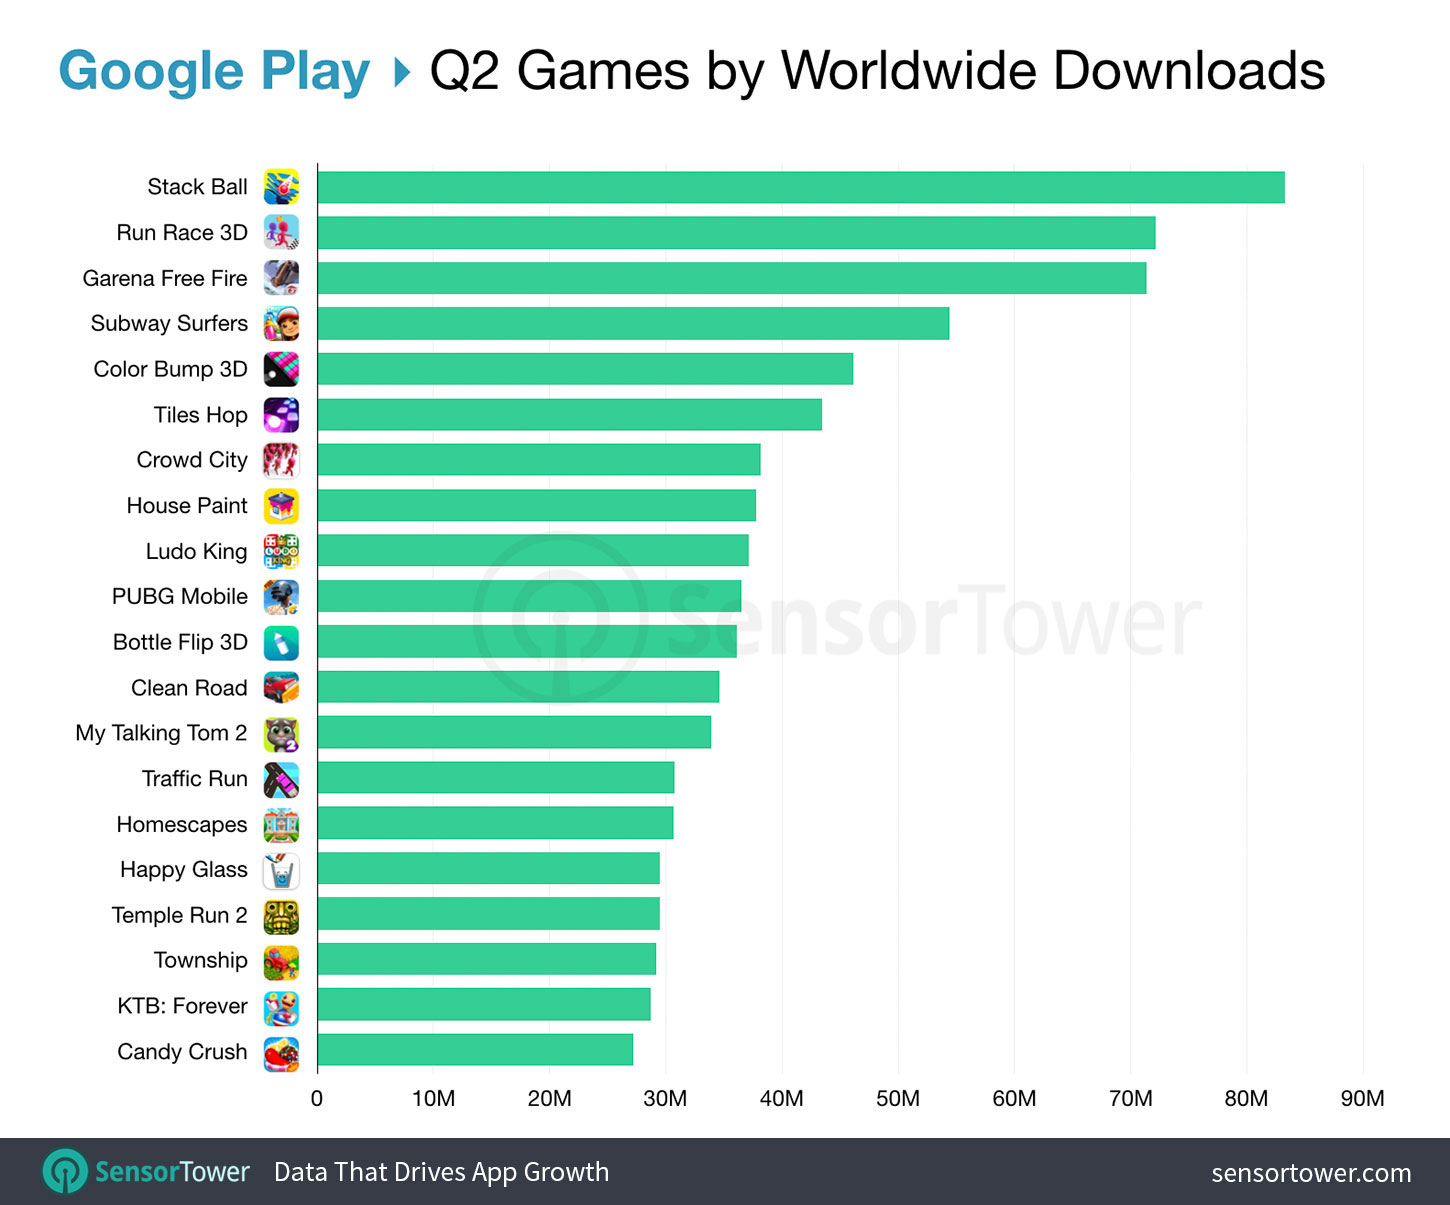 Google Play Q2 Games by Worldwide Downloads
Stack Ball
Run Race 3D
Garena Free Fire
Subway Surfers
Color Bump 3D
Tiles Hop
Crowd City
House Paint
Ludo King
PUBG Mobile
Bottle Flip 3D
Clean Road
My Talking Tom 2
Traffic Run
Homescapes
Happy Glass
Temple Run 2
Township
KTB: Forever
Candy Crush
LUDO
KING
2
SensorTower
0 10M 20M 30M 40M 50M 60M 70M 80M 90M
SensorTower Data That Drives App Growth sensortower.com